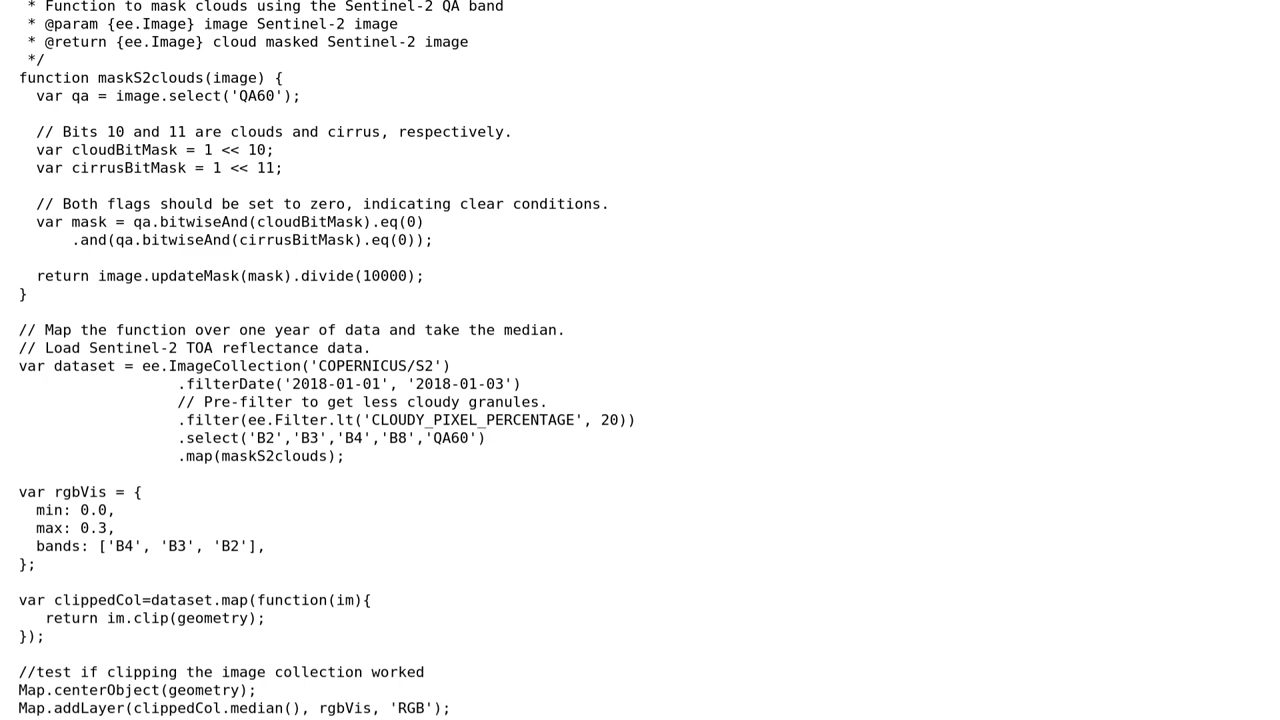 * Function to mask clouds using the Sentinel-2 QA band
 * @param {ee.Image} image Sentinel-2 image
 * @return {ee.Image} cloud masked Sentinel-2 image
 */
function maskS2clouds(image) {
  var qa = image.select('QA60');

  // Bits 10 and 11 are clouds and cirrus, respectively.
  var cloudBitMask = 1 << 10;
  var cirrusBitMask = 1 << 11;

  // Both flags should be set to zero, indicating clear conditions.
  var mask = qa.bitwiseAnd(cloudBitMask).eq(0)
      .and(qa.bitwiseAnd(cirrusBitMask).eq(0));

  return image.updateMask(mask).divide(10000);
}

// Map the function over one year of data and take the median.
// Load Sentinel-2 TOA reflectance data.
var dataset = ee.ImageCollection('COPERNICUS/S2')
                  .filterDate('2018-01-01', '2018-01-03')
                  // Pre-filter to get less cloudy granules.
                  .filter(ee.Filter.lt('CLOUDY_PIXEL_PERCENTAGE', 20))
                  .select('B2','B3','B4','B8','QA60')
                  .map(maskS2clouds);

var rgbVis = {
  min: 0.0,
  max: 0.3,
  bands: ['B4', 'B3', 'B2'],
};

var clippedCol=dataset.map(function(im){
   return im.clip(geometry);
});

//test if clipping the image collection worked
Map.centerObject(geometry);
Map.addLayer(clippedCol.median(), rgbVis, 'RGB');